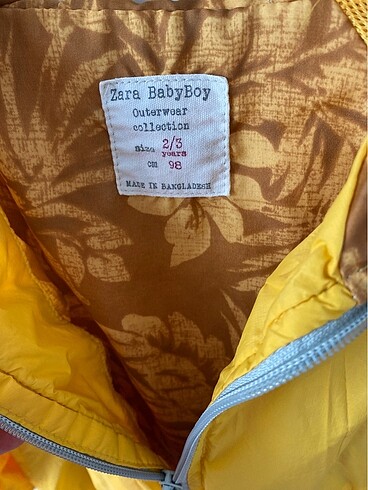 Zara BabyBoy
Outerwear
collection
size 2/3
years
CM 98
MADE IN BANGLADESH